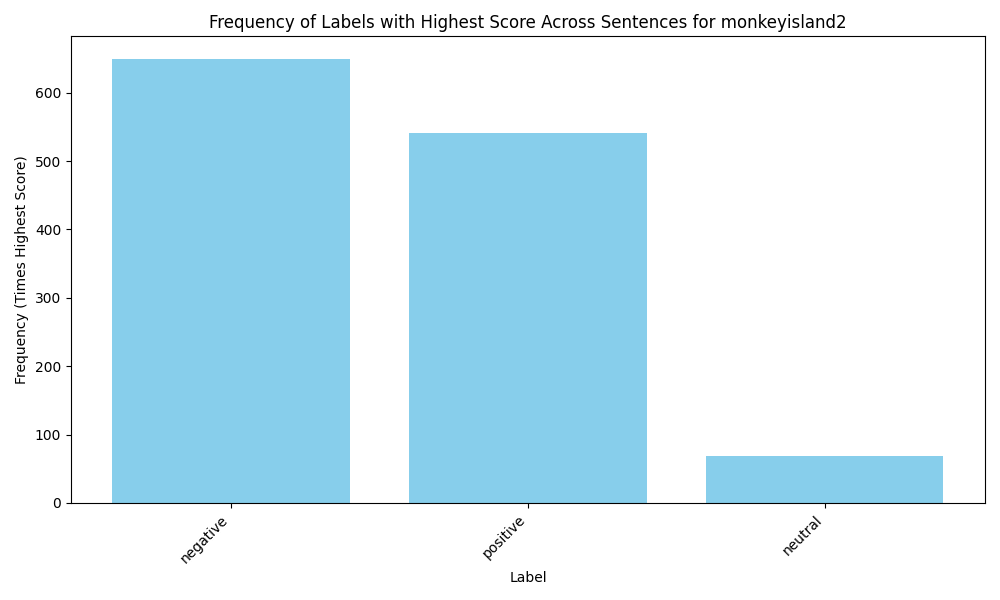 Frequency of Labels with Highest Score Across Sentences for monkeyisland2
Frequency (Times Highest Score)
600
500
400
300
200
100
0
negative
positive
neutral
Label